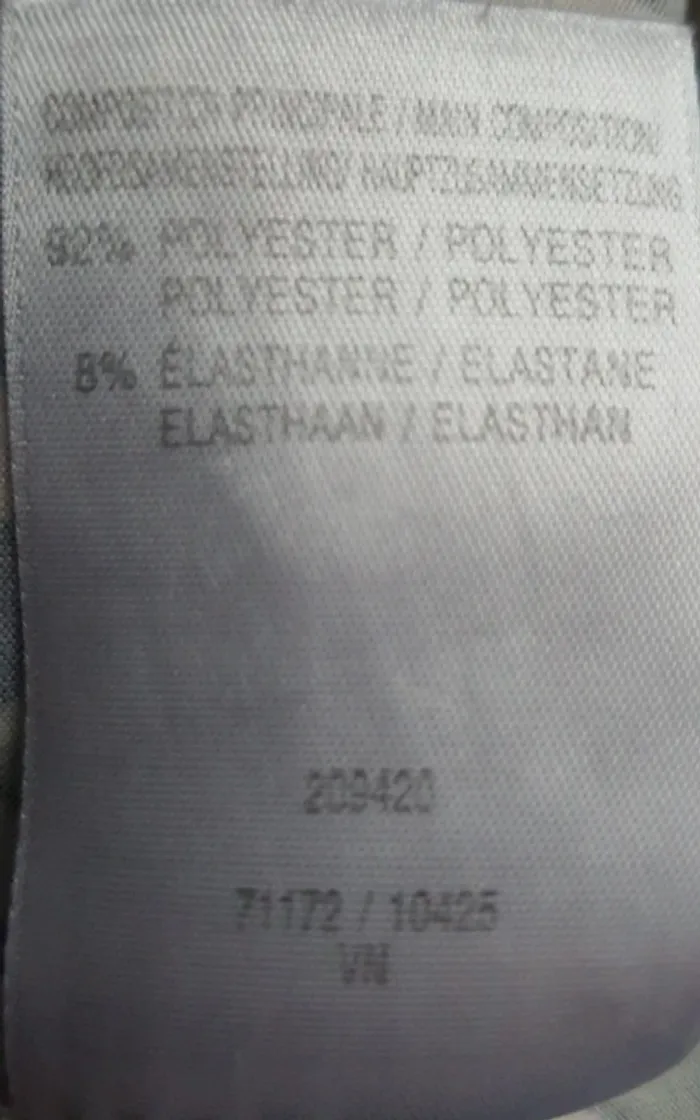 COMPOSITION PRINCIPALE / MAIN COMPOSITION/
HOOFDSAMENSTELLING/ HAUPTZUSAMMENSETZUNG
92% POLYESTER / POLYESTER
POLYESTER / POLYESTER
8% ÉLASTHANNE / ELASTANE
ELASTHAAN / ELASTHAN
209420
71172 / 10425
VN